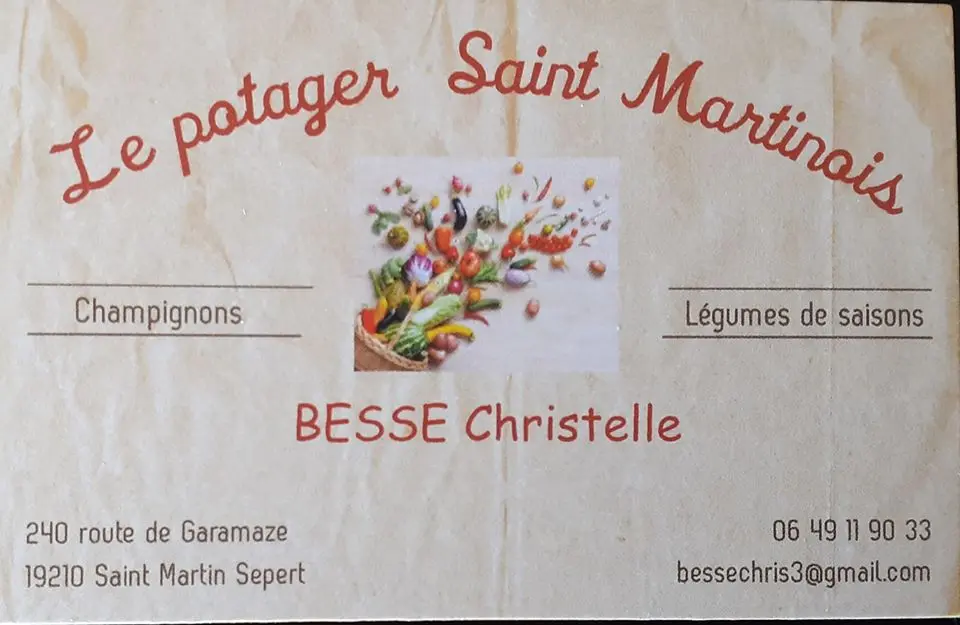 Le potager Saint Martinois
Champignons
Légumes de saisons
BESSE Christelle
240 route de Garamaze
19210 Saint Martin Sepert
06 49 11 90 33
bessechris3@gmail.com